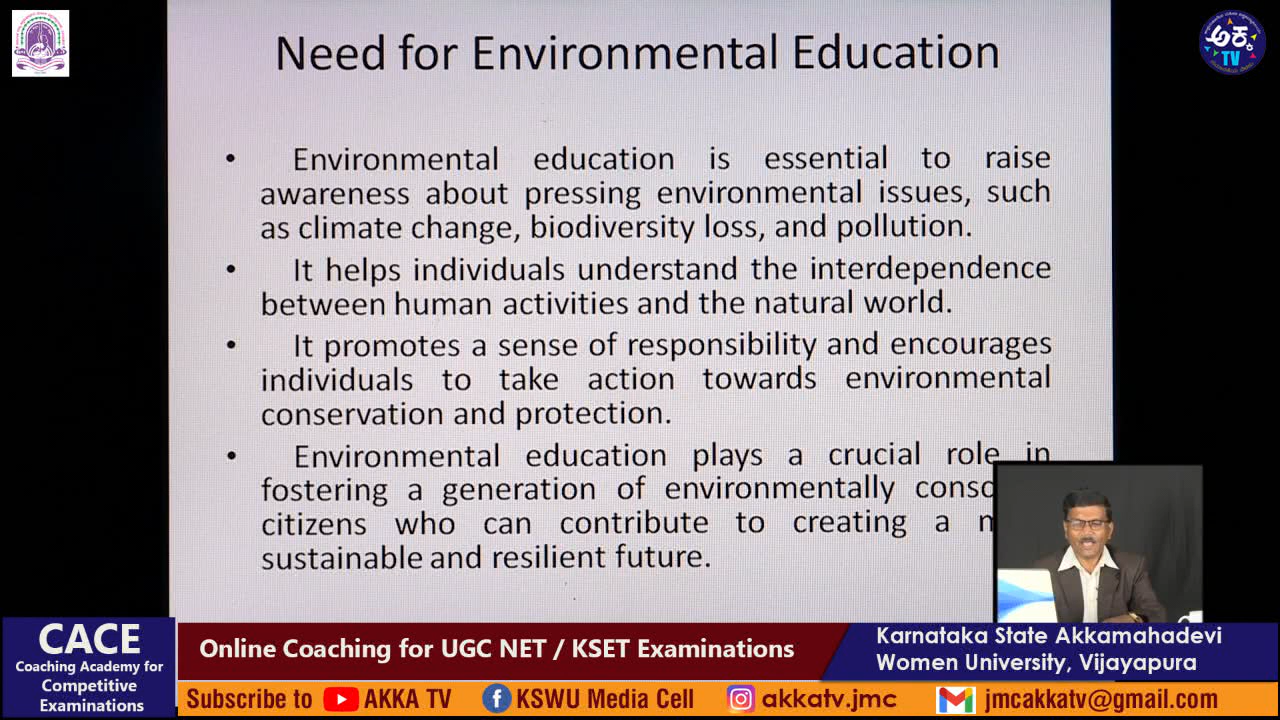 Need for Environmental Education
ಅಕ್ಕ
TV
• Environmental education is essential to raise
awareness about pressing environmental issues, such
as climate change, biodiversity loss, and pollution.
• It helps individuals understand the interdependence
between human activities and the natural world.
• It promotes a sense of responsibility and encourages
individuals to take action towards environmental
conservation and protection.
• Environmental education plays a crucial role in
fostering a generation of environmentally
citizens who can contribute to creating a
sustainable and resilient future.
CACE
Coaching Academy for
Competitive
Examinations
Online Coaching for UGC NET / KSET Examinations
Karnataka State Akkamahadevi
Women University, Vijayapura
Subscribe to AKKA TV KSWU Media Cell akkatv.jmc jmcakkatv@gmail.com